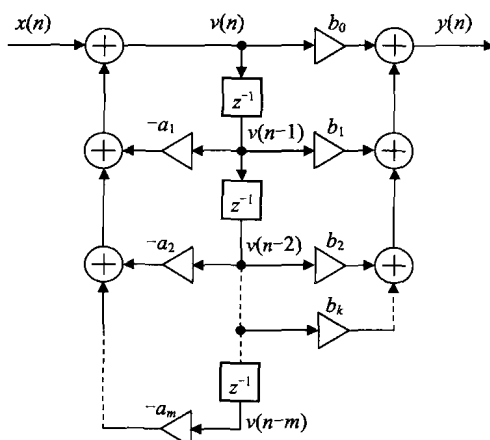 x(n) v(n) b₀ y(n)
z⁻¹
−a₁ v(n−1) b₁
z⁻¹
−a₂ v(n−2) b₂
bₖ
z⁻¹
−aₘ v(n−m)